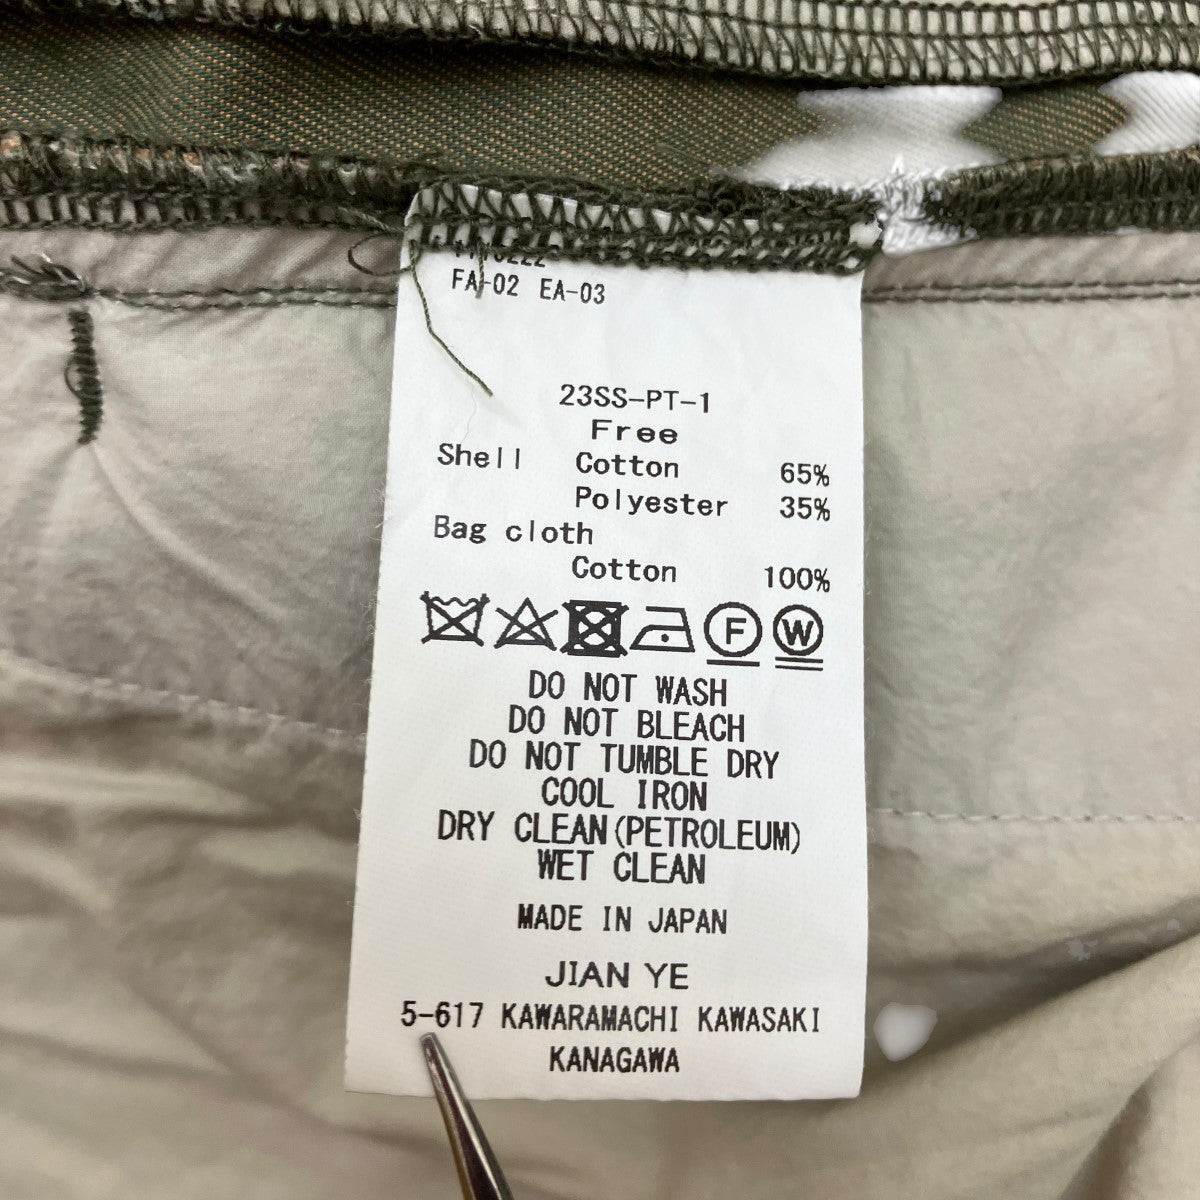 FA-02 EA-03
23SS-PT-1
Free
Shell Cotton 65%
Polyester 35%
Bag cloth
Cotton 100%
F W
DO NOT WASH
DO NOT BLEACH
DO NOT TUMBLE DRY
COOL IRON
DRY CLEAN(PETROLEUM)
WET CLEAN
MADE IN JAPAN
JIAN YE
5-617 KAWARAMACHI KAWASAKI
KANAGAWA